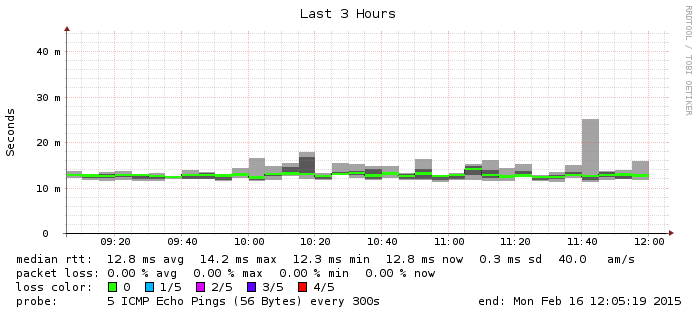 Last 3 Hours
RRDTOOL / TOBI OETIKER
Seconds
40 m
30 m
20 m
10 m
0
09:20 09:40 10:00 10:20 10:40 11:00 11:20 11:40 12:00
median rtt: 12.8 ms avg 14.2 ms max 12.3 ms min 12.8 ms now 0.3 ms sd 40.0 am/s
packet loss: 0.00 % avg 0.00 % max 0.00 % min 0.00 % now
loss color: 0 1/5 2/5 3/5 4/5
probe: 5 ICMP Echo Pings (56 Bytes) every 300s end: Mon Feb 16 12:05:19 2015